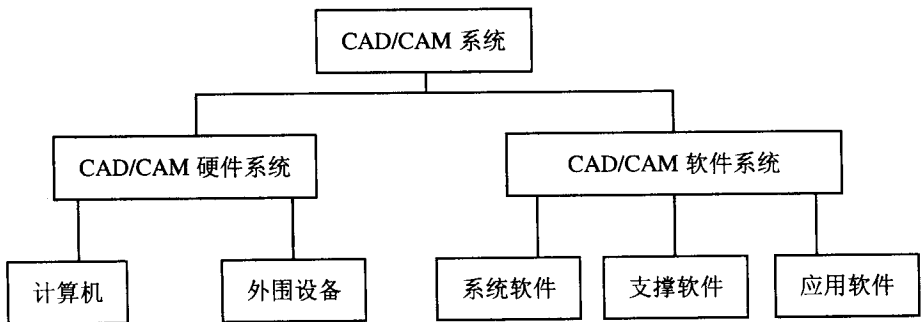 CAD/CAM 系统
CAD/CAM 硬件系统
CAD/CAM 软件系统
计算机
外围设备
系统软件
支撑软件
应用软件